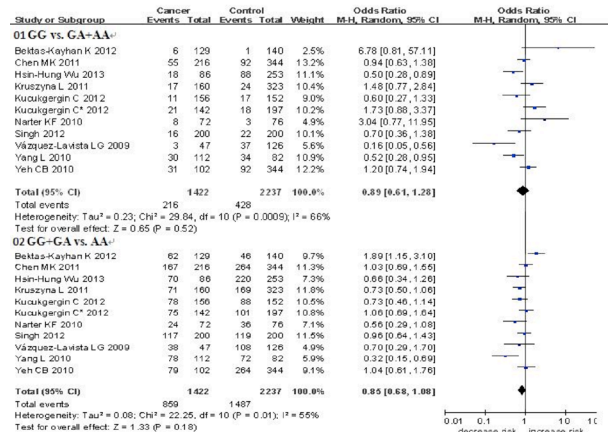 Cancer Control Odds Ratio Odds Ratio
Study or Subgroup Events Total Events Total Weight M-H, Random, 95% CI M-H, Random, 95% CI
01 GG vs. GA+AA
Bektas-Kayhan K 2012 6 129 1 140 2.5% 6.78 [0.81, 57.11]
Chen MK 2011 55 216 92 344 11.9% 0.94 [0.63, 1.38]
Hsin-Hung Wu 2013 18 86 88 253 10.0% 0.50 [0.28, 0.89]
Kruszyna L 2011 17 160 24 323 9.4% 1.48 [0.77, 2.84]
Kucukgergin C 2012 11 156 17 152 8.0% 0.60 [0.27, 1.33]
Kucukgergin C* 2012 21 142 18 197 9.3% 1.73 [0.88, 3.37]
Narter KF 2010 8 72 3 76 4.7% 3.04 [0.77, 11.95]
Singh 2012 16 200 22 200 9.2% 0.70 [0.36, 1.38]
Vázquez-Lavista LG 2009 3 47 37 126 5.2% 0.16 [0.05, 0.56]
Yang L 2010 30 112 34 82 9.6% 0.52 [0.28, 0.95]
Yeh CB 2010 31 102 92 344 11.0% 1.20 [0.74, 1.94]
Total (95% CI) 1422 2237 100.0% 0.89 [0.61, 1.28]
Total events 216 428
Heterogeneity: Tau² = 0.23; Chi² = 29.84, df = 10 (P = 0.0009); I² = 66%
Test for overall effect: Z = 0.65 (P = 0.52)
02 GG+GA vs. AA
Bektas-Kayhan K 2012 62 129 46 140 9.7% 1.89 [1.15, 3.10]
Chen MK 2011 167 216 264 344 11.6% 1.03 [0.69, 1.55]
Hsin-Hung Wu 2013 70 86 220 253 7.6% 0.66 [0.34, 1.26]
Kruszyna L 2011 71 160 169 323 12.1% 0.73 [0.50, 1.06]
Kucukgergin C 2012 78 156 88 152 10.3% 0.73 [0.46, 1.14]
Kucukgergin C* 2012 75 142 101 197 10.7% 1.06 [0.69, 1.64]
Narter KF 2010 24 72 36 76 7.4% 0.56 [0.29, 1.08]
Singh 2012 117 200 119 200 11.6% 0.96 [0.64, 1.43]
Vázquez-Lavista LG 2009 38 47 108 126 4.9% 0.70 [0.29, 1.70]
Yang L 2010 78 112 72 82 6.2% 0.32 [0.15, 0.69]
Yeh CB 2010 79 102 264 344 8.9% 1.04 [0.61, 1.76]
Total (95% CI) 1422 2237 100.0% 0.85 [0.68, 1.08]
Total events 859 1487
Heterogeneity: Tau² = 0.08; Chi² = 22.25, df = 10 (P = 0.01); I² = 55%
Test for overall effect: Z = 1.33 (P = 0.18)
0.01 0.1 1 10
decrease risk increase risk